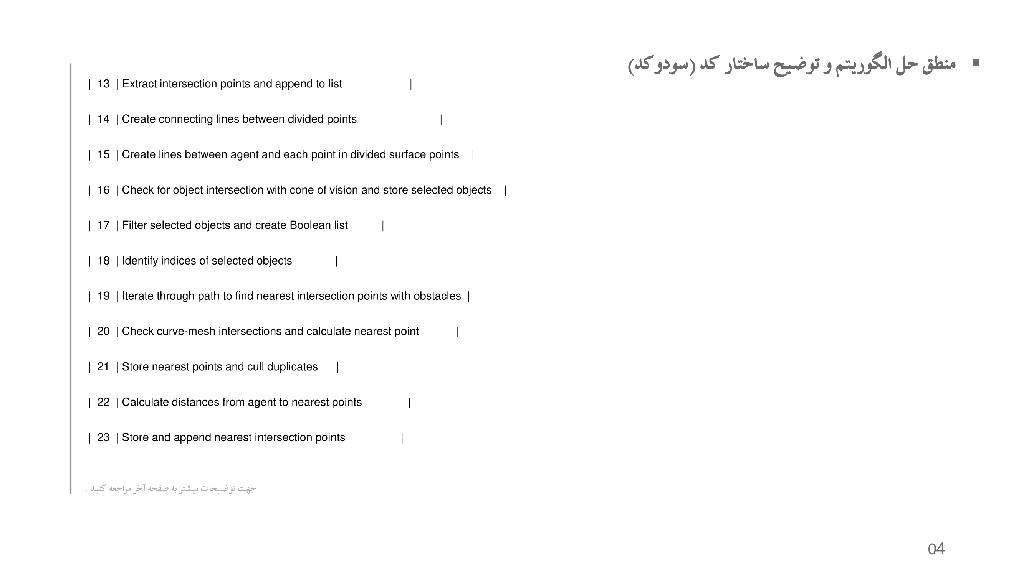 ▪ منطق حل الگوریتم و توضیح ساختار کد (سودوکد)
| 13 | Extract intersection points and append to list |
| 14 | Create connecting lines between divided points |
| 15 | Create lines between agent and each point in divided surface points |
| 16 | Check for object intersection with cone of vision and store selected objects |
| 17 | Filter selected objects and create Boolean list |
| 18 | Identify indices of selected objects |
| 19 | Iterate through path to find nearest intersection points with obstacles |
| 20 | Check curve-mesh intersections and calculate nearest point |
| 21 | Store nearest points and cull duplicates |
| 22 | Calculate distances from agent to nearest points |
| 23 | Store and append nearest intersection points |
جهت توضیحات بیشتر به صفحه آخر مراجعه کنید.
04